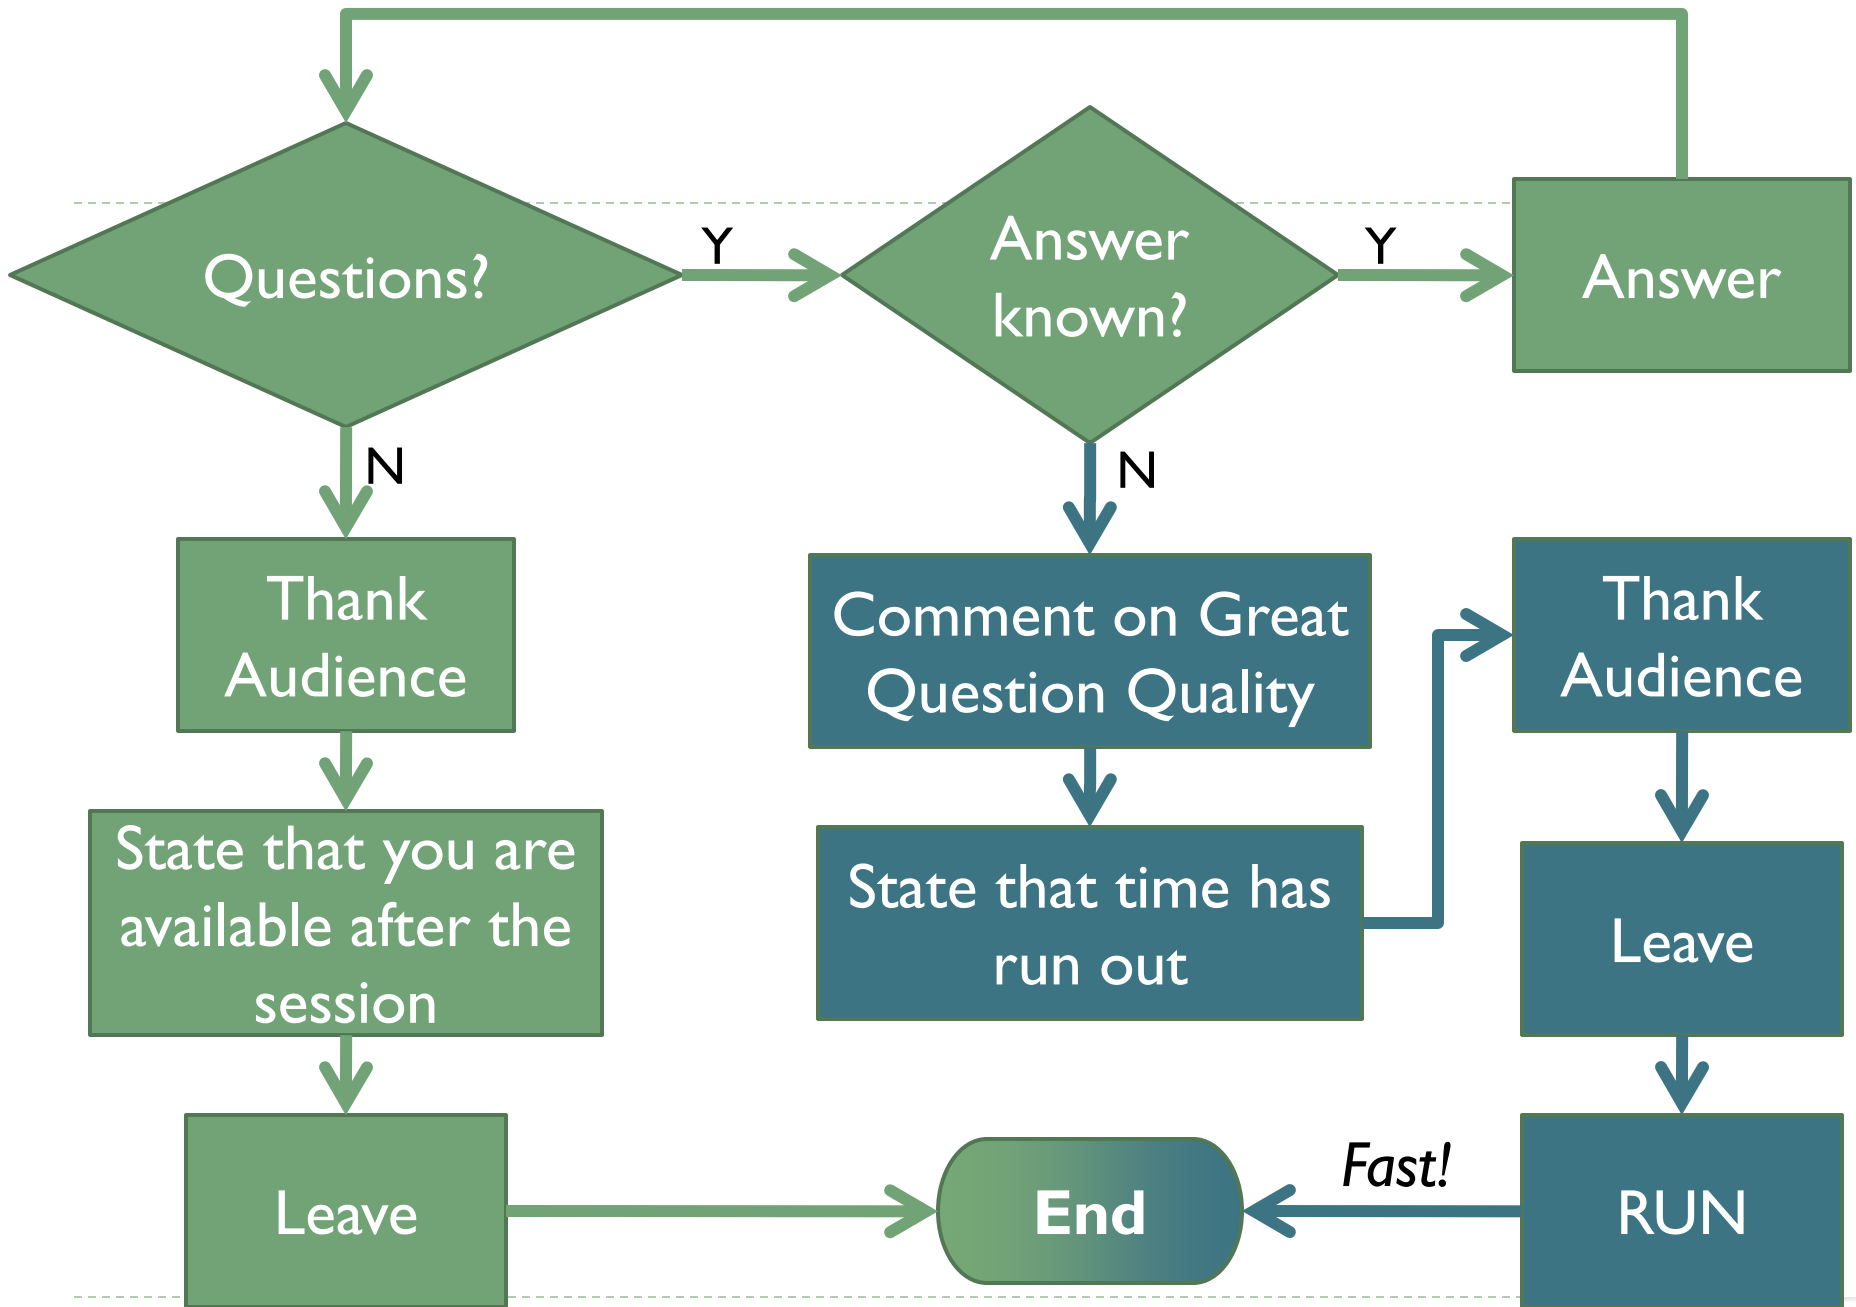 Questions?
Y
Answer
known?
Y
Answer
N
N
Thank
Audience
Comment on Great
Question Quality
Thank
Audience
State that you are
available after the
session
State that time has
run out
Leave
Leave
End
Fast!
RUN